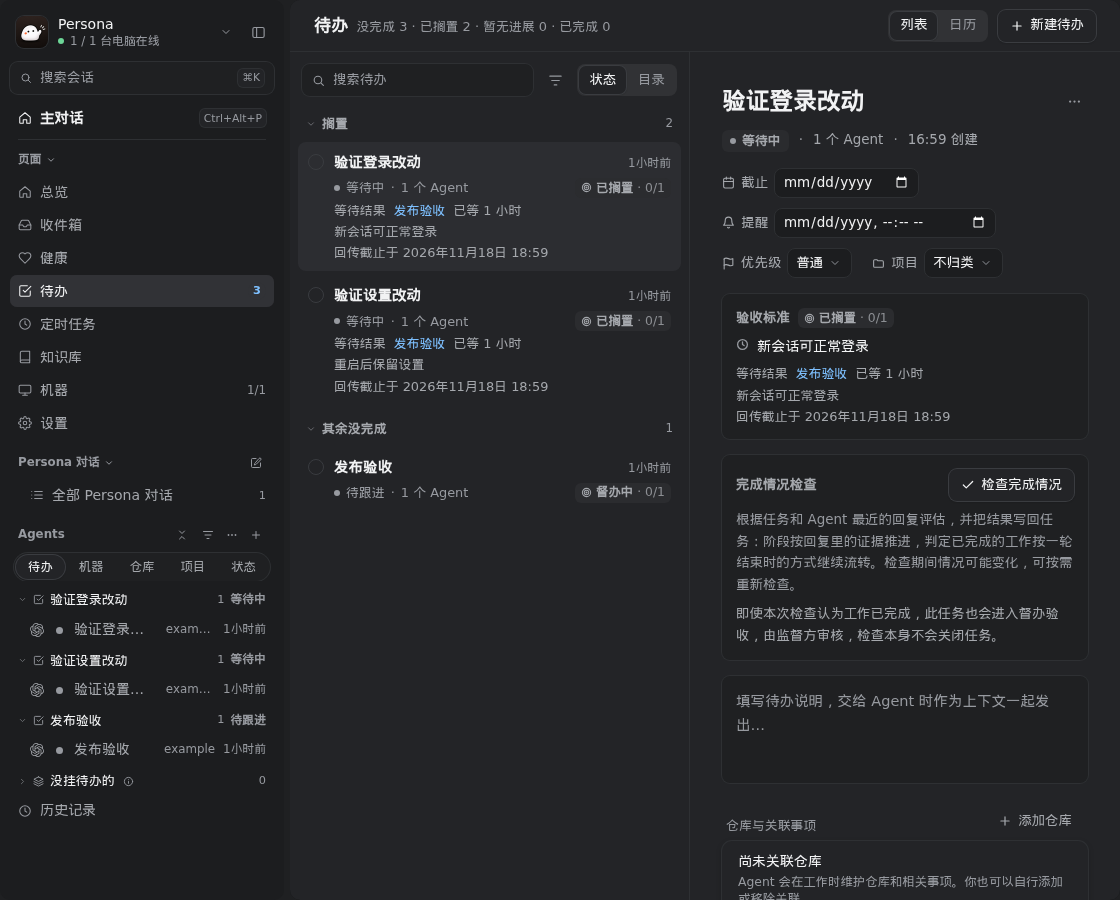 Persona
1 / 1 台电脑在线
搜索会话
⌘K
主对话
Ctrl+Alt+P
页面
总览
收件箱
健康
待办
3
定时任务
知识库
机器
1/1
设置
Persona 对话
全部 Persona 对话
1
Agents
待办
机器
仓库
项目
状态
验证登录改动
1 等待中
验证登录…
exam…
1小时前
验证设置改动
1 等待中
验证设置…
exam…
1小时前
发布验收
1 待跟进
发布验收
example
1小时前
没挂待办的
0
历史记录
待办
没完成 3 · 已搁置 2 · 暂无进展 0 · 已完成 0
列表
日历
新建待办
搜索待办
状态
目录
搁置
2
验证登录改动
1小时前
等待中 · 1 个 Agent
已搁置 · 0/1
等待结果 发布验收 已等 1 小时
新会话可正常登录
回传截止于 2026年11月18日 18:59
验证设置改动
1小时前
等待中 · 1 个 Agent
已搁置 · 0/1
等待结果 发布验收 已等 1 小时
重启后保留设置
回传截止于 2026年11月18日 18:59
其余没完成
1
发布验收
1小时前
待跟进 · 1 个 Agent
督办中 · 0/1
验证登录改动
等待中 · 1 个 Agent · 16:59 创建
截止
mm/dd/yyyy
提醒
mm/dd/yyyy, --:-- --
优先级
普通
项目
不归类
验收标准
已搁置 · 0/1
新会话可正常登录
等待结果 发布验收 已等 1 小时
新会话可正常登录
回传截止于 2026年11月18日 18:59
完成情况检查
检查完成情况
根据任务和 Agent 最近的回复评估，并把结果写回任
务：阶段按回复里的证据推进，判定已完成的工作按一轮
结束时的方式继续流转。检查期间情况可能变化，可按需
重新检查。
即使本次检查认为工作已完成，此任务也会进入督办验
收，由监督方审核，检查本身不会关闭任务。
填写待办说明，交给 Agent 时作为上下文一起发
出…
仓库与关联事项
添加仓库
尚未关联仓库
Agent 会在工作时维护仓库和相关事项。你也可以自行添加
或移除关联